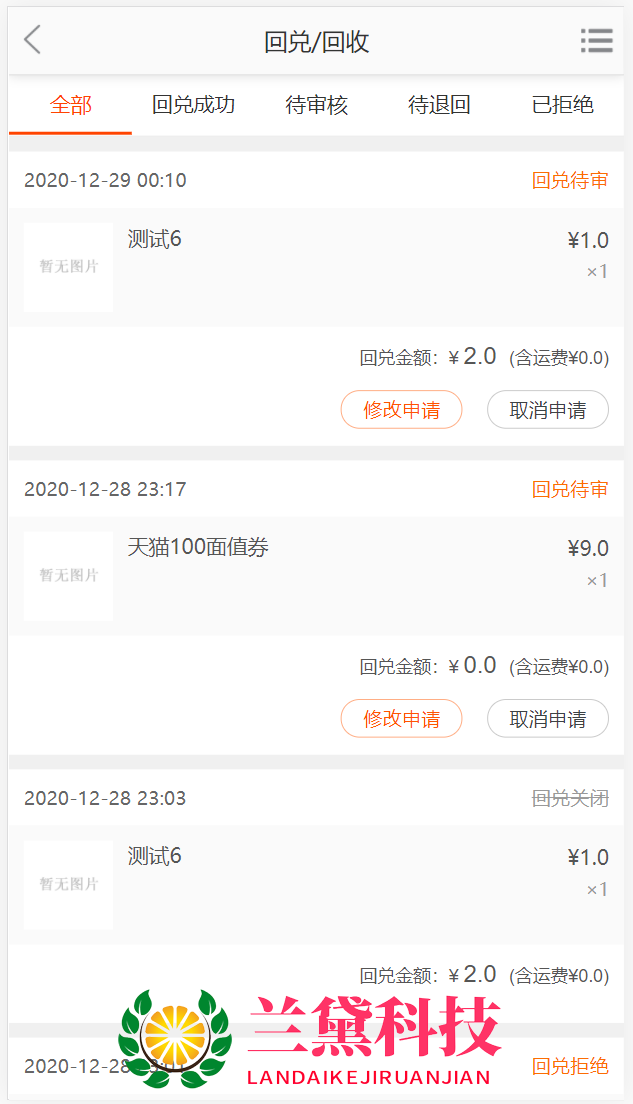 回兑/回收
全部 回兑成功 待审核 待退回 已拒绝
2020-12-29 00:10 回兑待审
暂无图片 测试6 ¥1.0
×1
回兑金额：¥ 2.0 (含运费¥0.0)
修改申请 取消申请
2020-12-28 23:17 回兑待审
暂无图片 天猫100面值券 ¥9.0
×1
回兑金额：¥ 0.0 (含运费¥0.0)
修改申请 取消申请
2020-12-28 23:03 回兑关闭
暂无图片 测试6 ¥1.0
×1
回兑金额：¥ 2.0 (含运费¥0.0)
兰黛科技
LANDAIKEJIRUANJIAN
2020-12-28 回兑拒绝